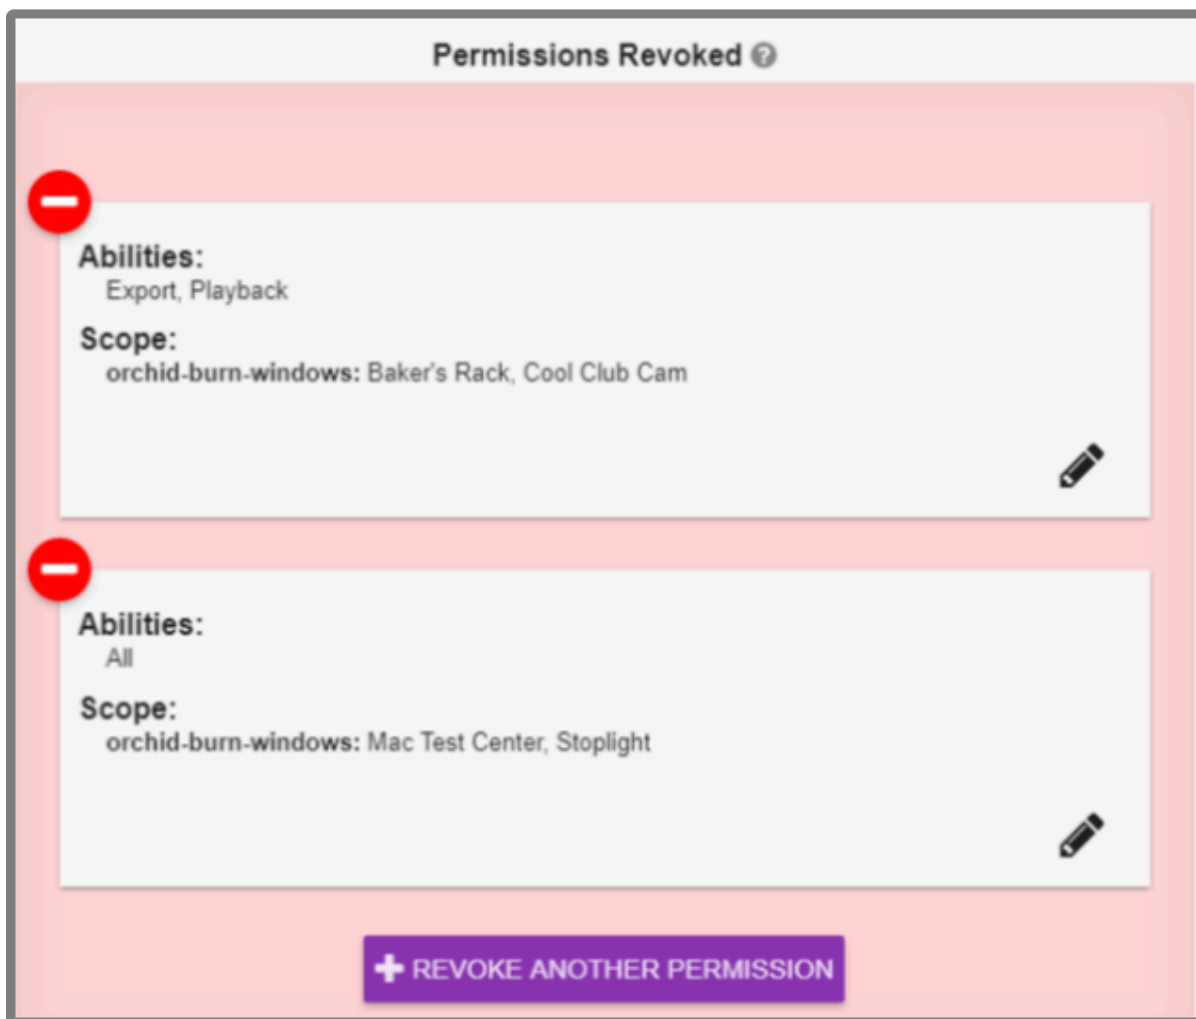 Permissions Revoked ?
Abilities:
Export, Playback
Scope:
orchid-burn-windows: Baker's Rack, Cool Club Cam
Abilities:
All
Scope:
orchid-burn-windows: Mac Test Center, Stoplight
+ REVOKE ANOTHER PERMISSION